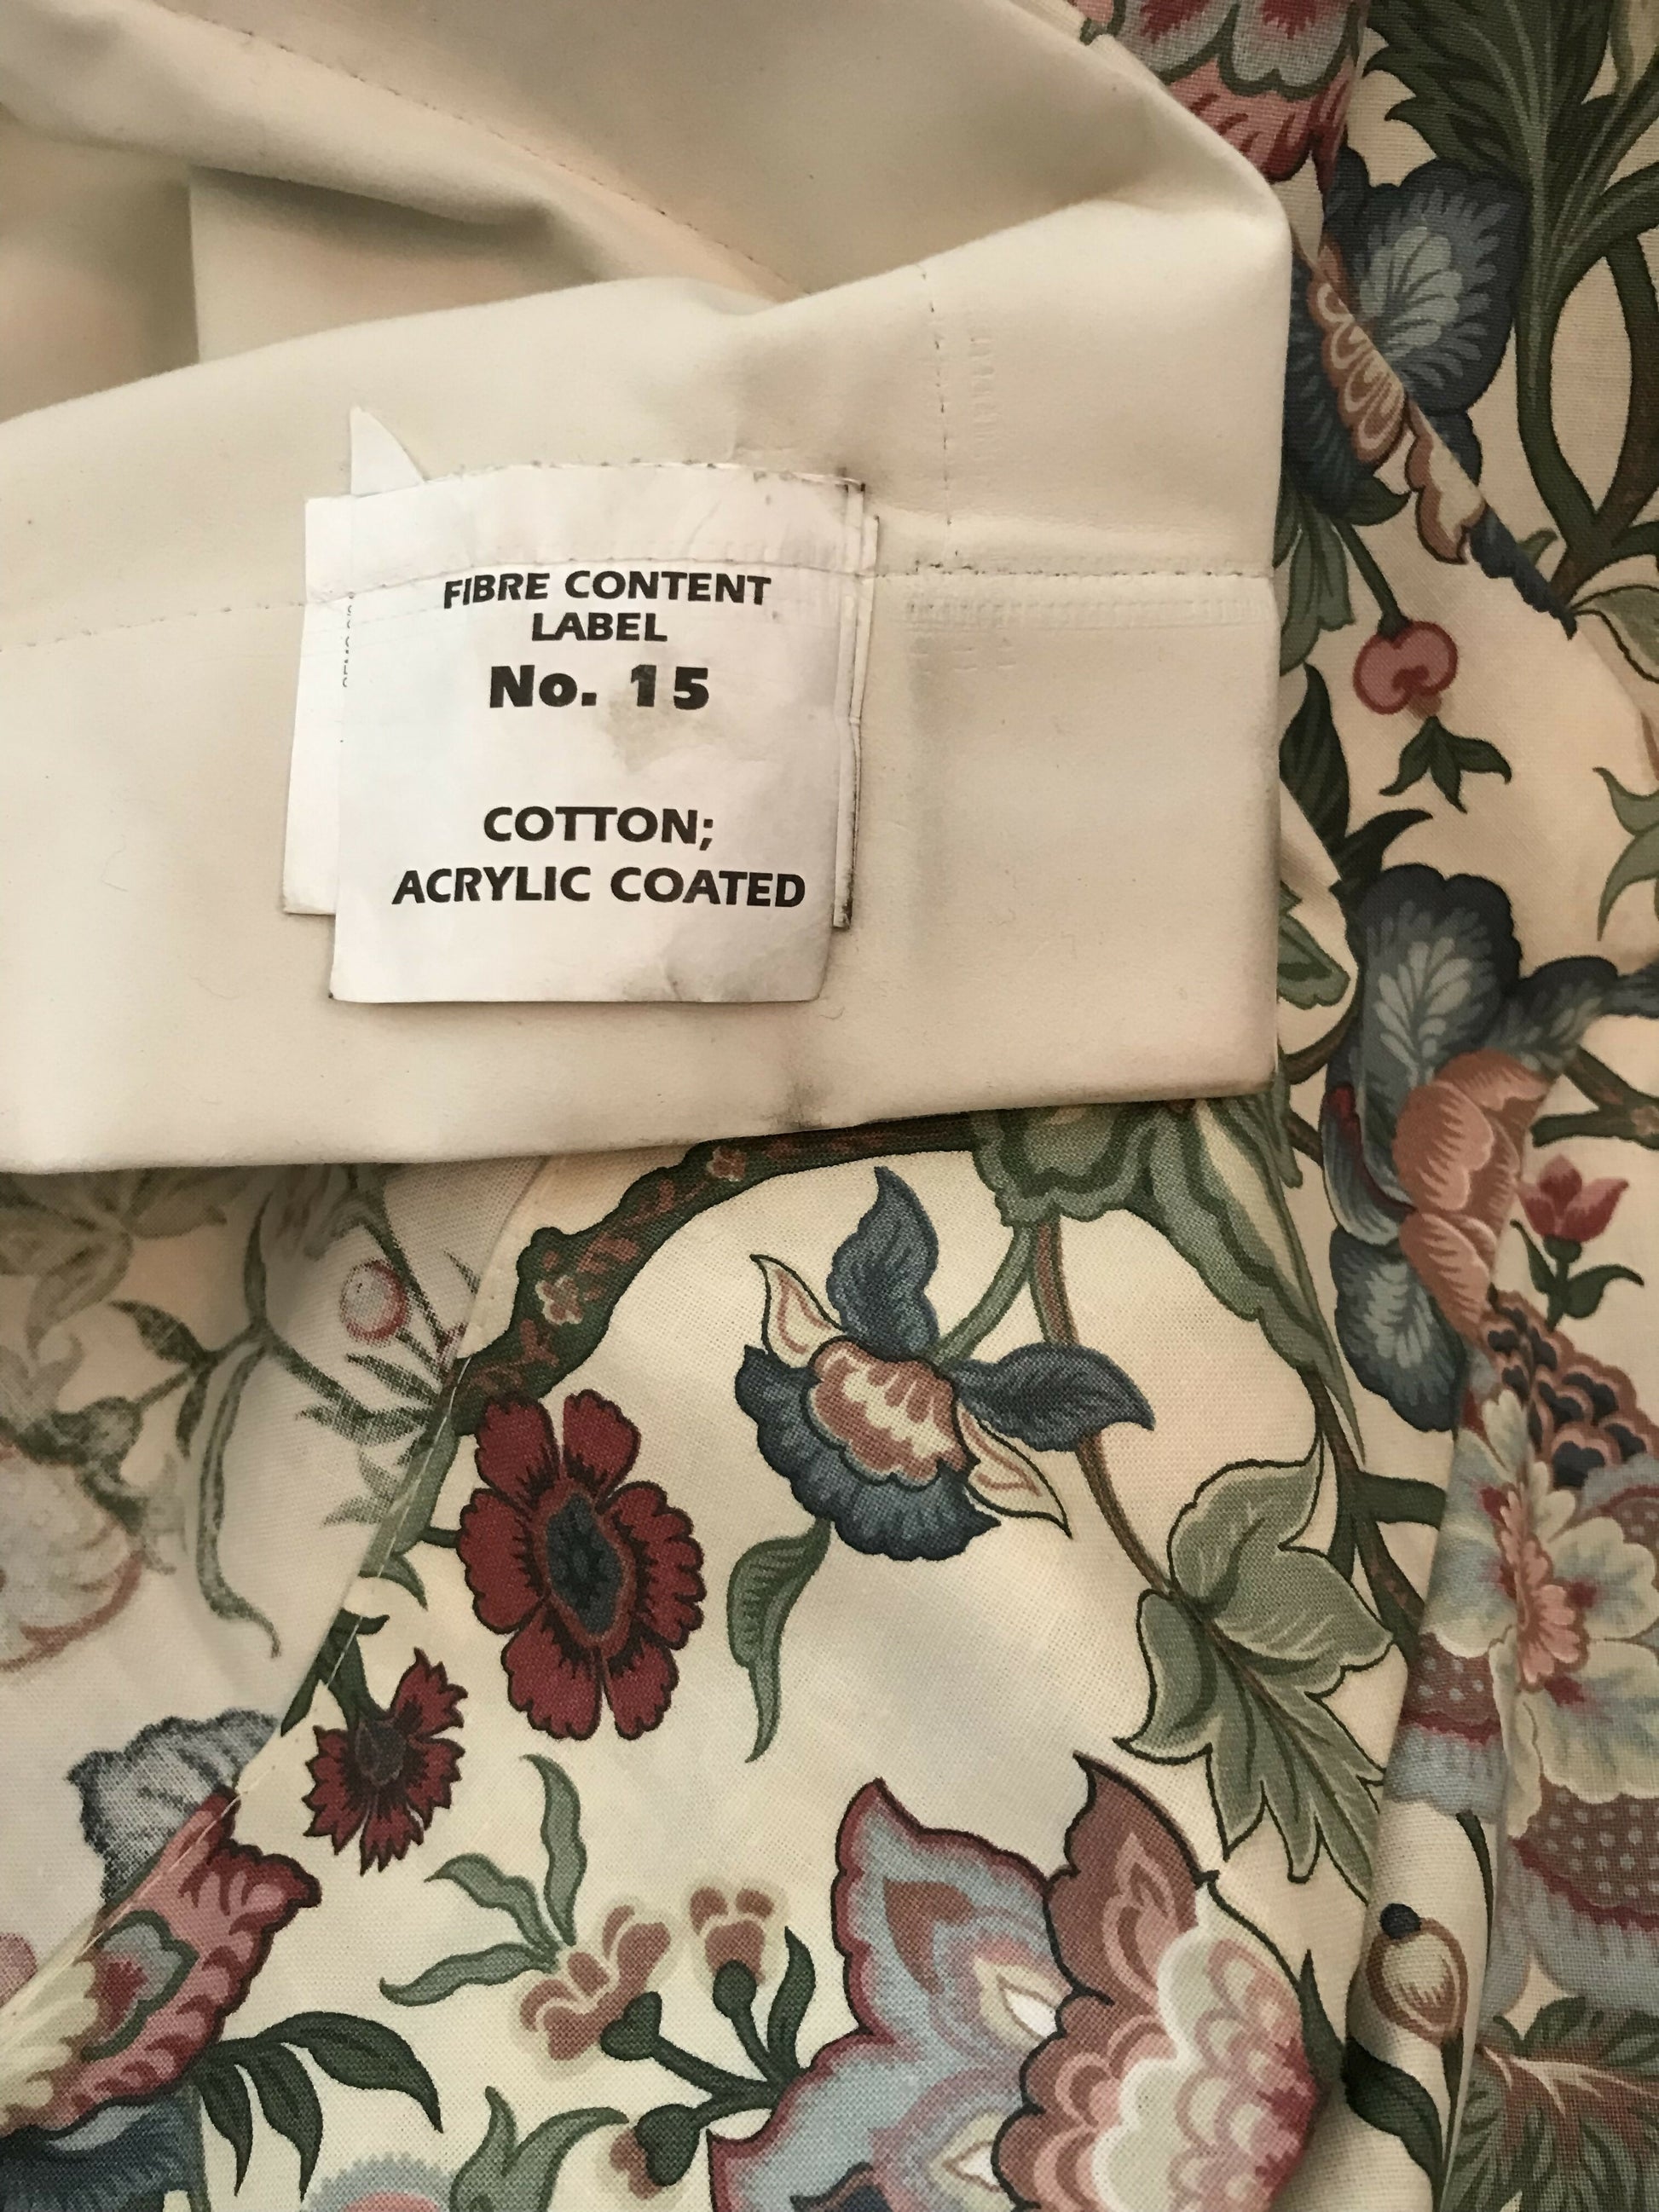 FIBRE CONTENT
LABEL
No. 15
COTTON;
ACRYLIC COATED